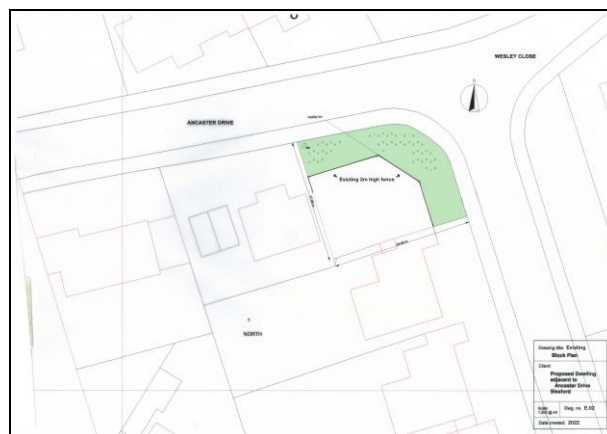 WESLEY CLOSE
ANCASTER DRIVE
Existing 2m high fence
NORTH
Drawing title: Existing
Block Plan
Client:
Proposed Dwelling
adjacent to
Ancaster Drive
Sleaford
Dwg. no. E.02
Date created: 2022